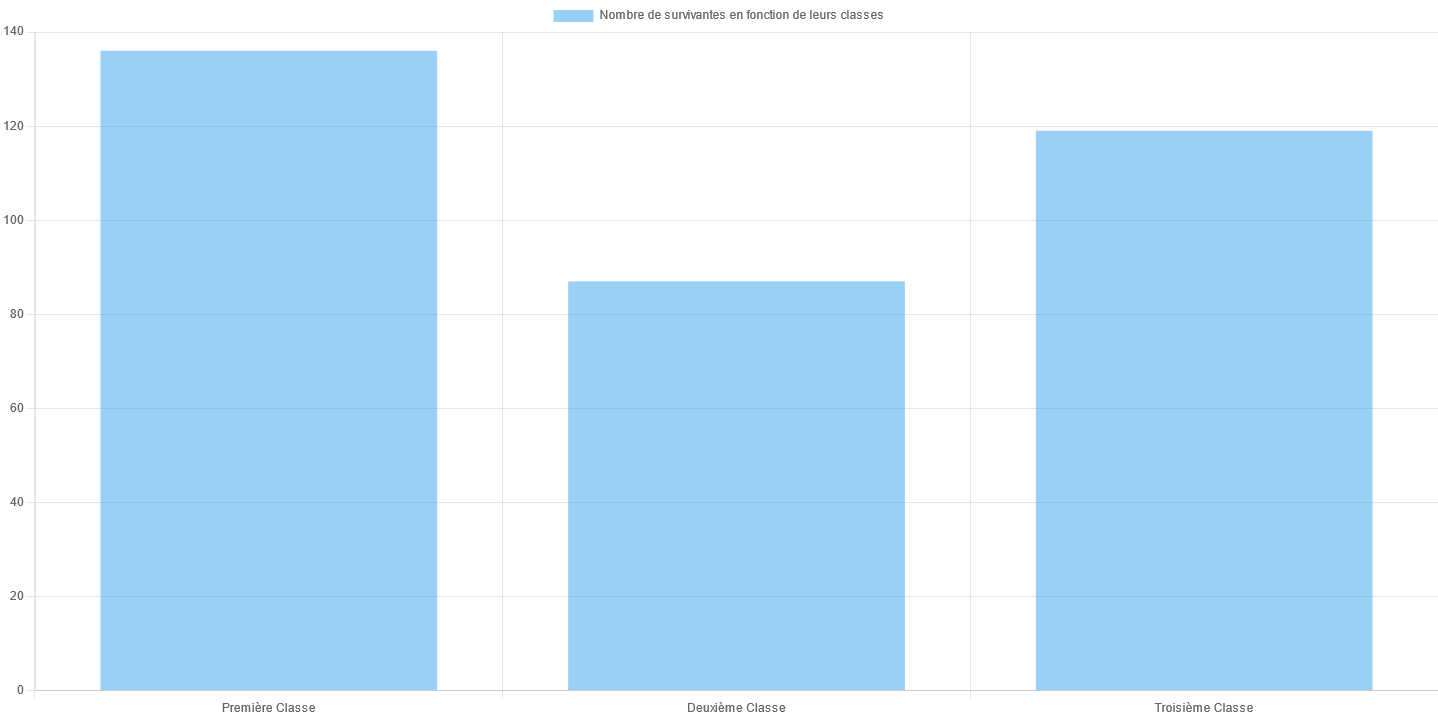 Nombre de survivantes en fonction de leurs classes
140
120
100
80
60
40
20
0
Première Classe
Deuxième Classe
Troisième Classe